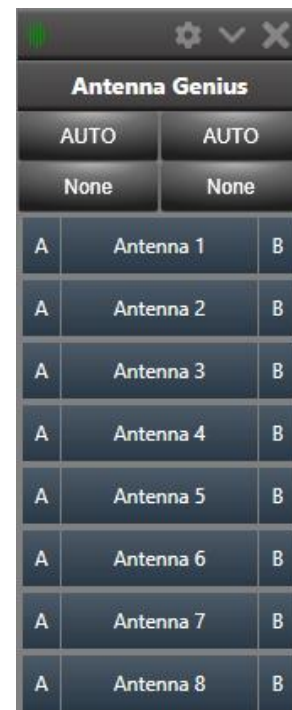 Antenna Genius
AUTO AUTO
None None
A Antenna 1 B
A Antenna 2 B
A Antenna 3 B
A Antenna 4 B
A Antenna 5 B
A Antenna 6 B
A Antenna 7 B
A Antenna 8 B